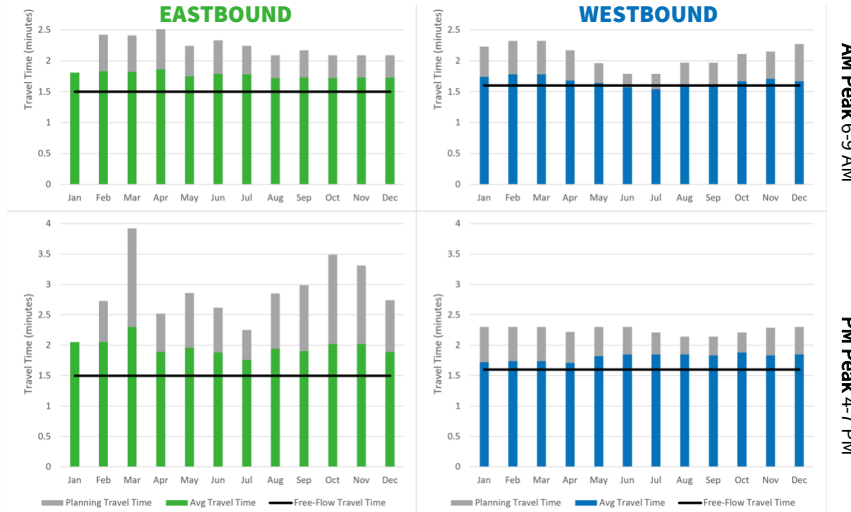 EASTBOUND
WESTBOUND
AM Peak 6-9 AM
Travel Time (minutes)
2.5
2
1.5
1
0.5
0
Jan Feb Mar Apr May Jun Jul Aug Sep Oct Nov Dec
Travel Time (minutes)
2.5
2
1.5
1
0.5
0
Jan Feb Mar Apr May Jun Jul Aug Sep Oct Nov Dec
PM Peak 4-7 PM
Travel Time (minutes)
4
3.5
3
2.5
2
1.5
1
0.5
0
Jan Feb Mar Apr May Jun Jul Aug Sep Oct Nov Dec
Planning Travel Time Avg Travel Time Free-Flow Travel Time
Travel Time (minutes)
4
3.5
3
2.5
2
1.5
1
0.5
0
Jan Feb Mar Apr May Jun Jul Aug Sep Oct Nov Dec
Planning Travel Time Avg Travel Time Free-Flow Travel Time